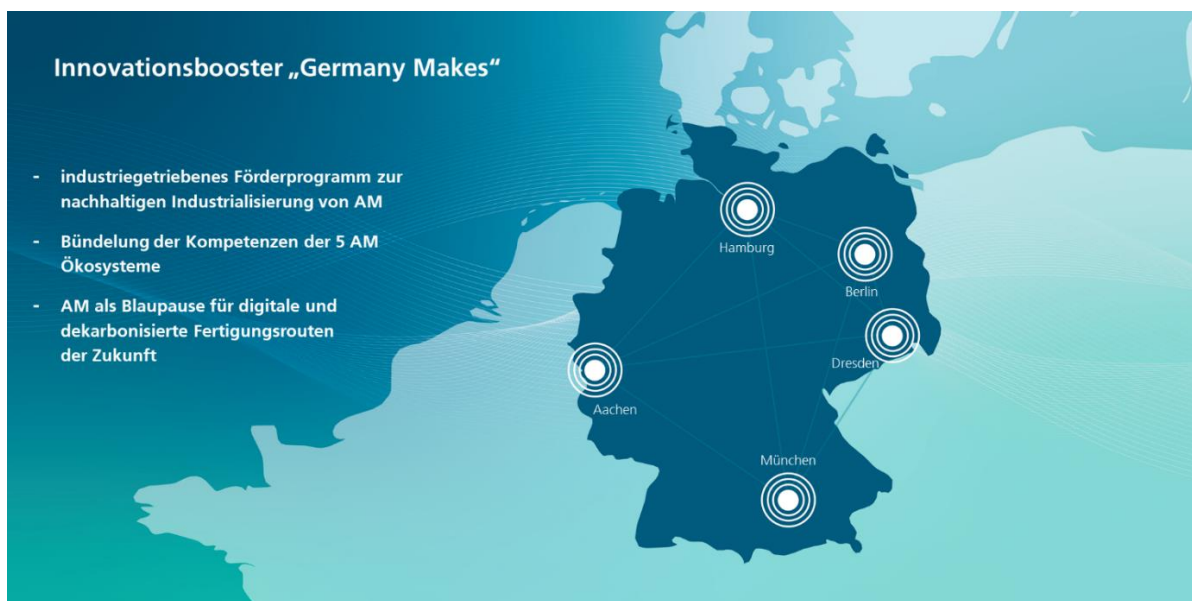 Innovationsbooster „Germany Makes“
- industriegetriebenes Förderprogramm zur
nachhaltigen Industrialisierung von AM
- Bündelung der Kompetenzen der 5 AM
Ökosysteme
- AM als Blaupause für digitale und
dekarbonisierte Fertigungsrouten
der Zukunft
Hamburg
Berlin
Dresden
Aachen
München